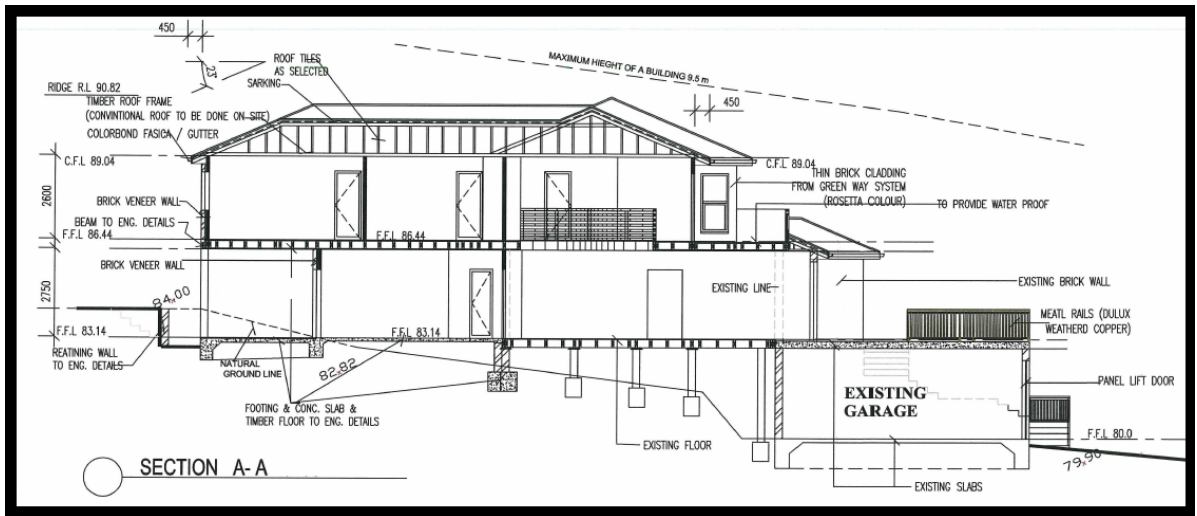 450
23°
ROOF TILES
AS SELECTED
SARKING
MAXIMUM HIEGHT OF A BUILDING 9.5 m
RIDGE R.L 90.82
TIMBER ROOF FRAME
(CONVINTIONAL ROOF TO BE DONE ON SITE)
COLORBOND FASICA/ GUTTER
450
C.F.L 89.04
C.F.L 89.04
THIN BRICK CLADDING
FROM GREEN WAY SYSTEM
(ROSETTA COLOUR)
TO PROVIDE WATER PROOF
2600
BRICK VENEER WALL
BEAM TO ENG. DETAILS
F.F.L 86.44
F.F.L 86.44
BRICK VENEER WALL
2750
84.00
EXISTING LINE
EXISTING BRICK WALL
MEATL RAILS (DULUX
WEATHERD COPPER)
F.F.L 83.14
F.F.L 83.14
REATINING WALL
TO ENG. DETAILS
NATURAL
GROUND LINE
82.82
FOOTING & CONC. SLAB &
TIMBER FLOOR TO ENG. DETAILS
EXISTING
GARAGE
PANEL LIFT DOOR
EXISTING FLOOR
F.F.L 80.0
79.90
SECTION A-A
EXISTING SLABS